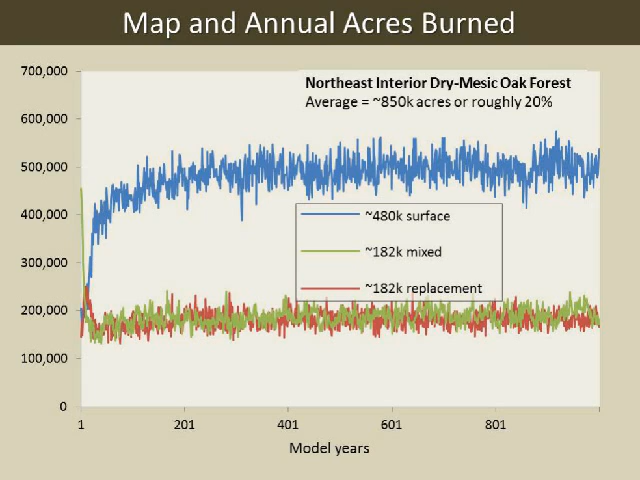 Map and Annual Acres Burned
700,000
Northeast Interior Dry-Mesic Oak Forest
Average = ~850k acres or roughly 20%
600,000
500,000
400,000
~480k surface
~182k mixed
300,000
~182k replacement
200,000
100,000
0
1 201 401 601 801
Model years